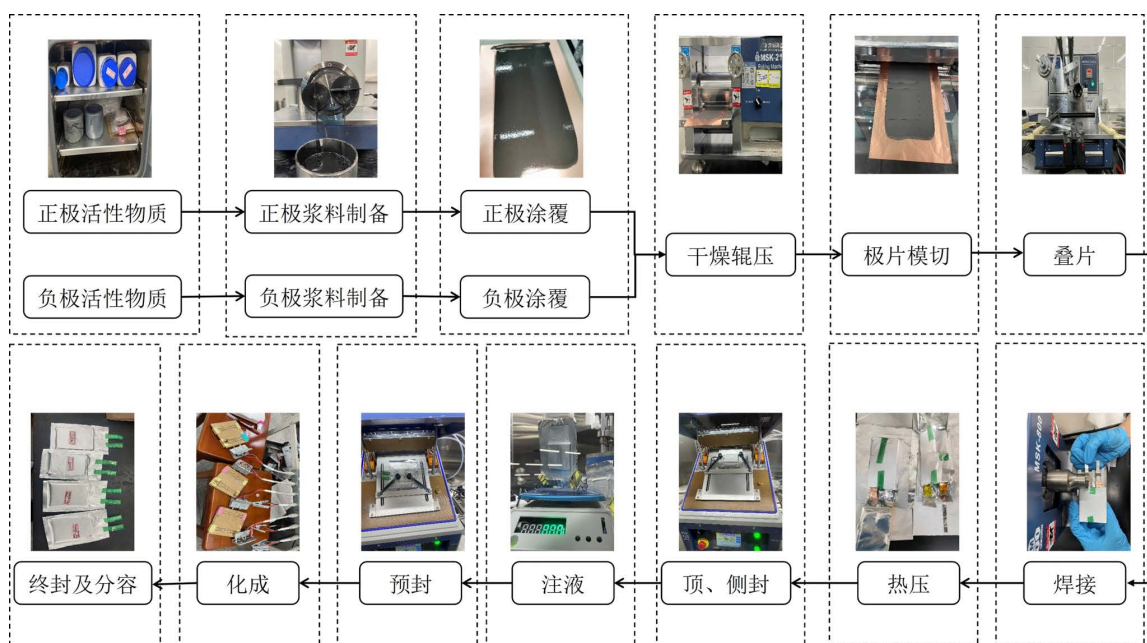 正极活性物质
正极浆料制备
正极涂覆
负极活性物质
负极浆料制备
负极涂覆
干燥辊压
极片模切
叠片
终封及分容
化成
预封
注液
顶、侧封
热压
焊接